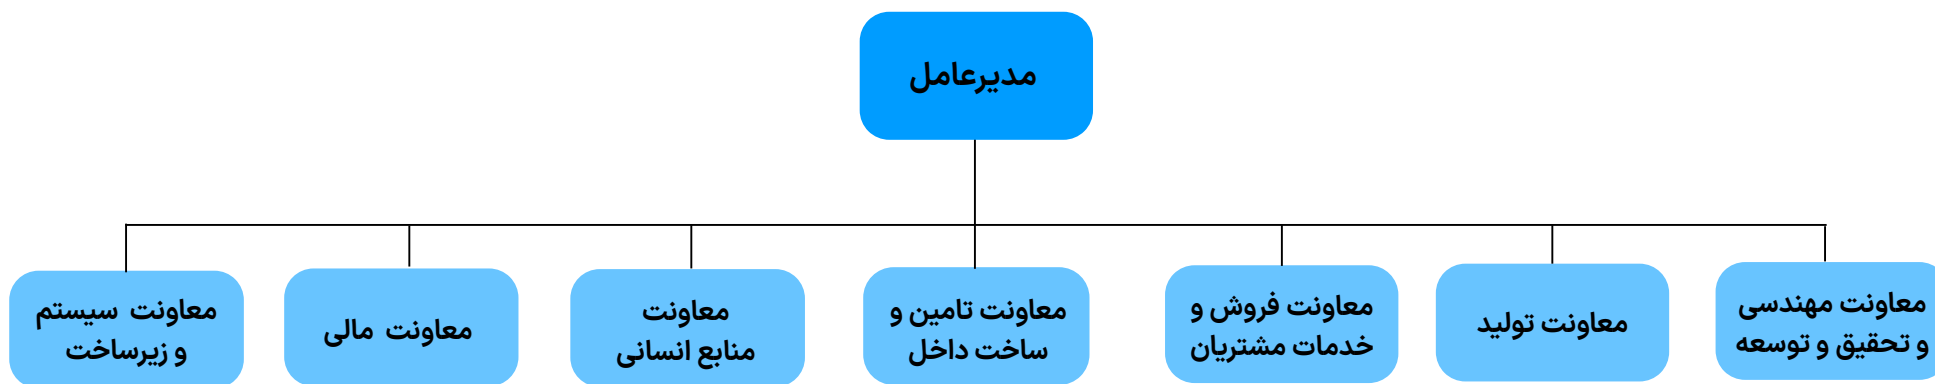 مدیرعامل
معاونت مهندسی
و تحقیق و توسعه
معاونت تولید
معاونت فروش و
خدمات مشتریان
معاونت تامین و
ساخت داخل
معاونت
منابع انسانی
معاونت مالی
معاونت سیستم
و زیرساخت